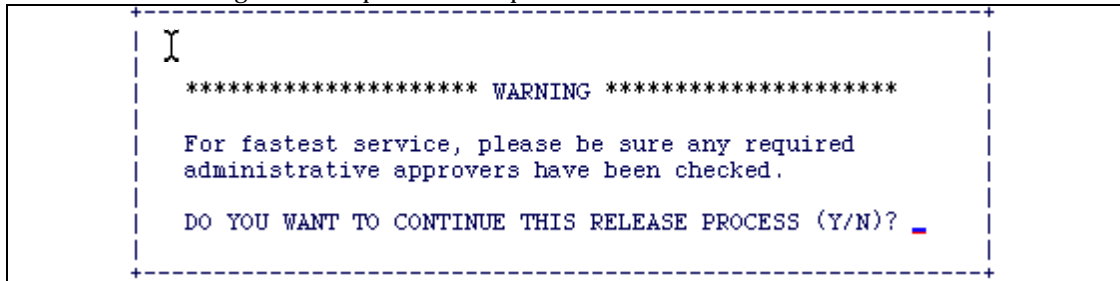 ********************* WARNING *********************
For fastest service, please be sure any required
administrative approvers have been checked.
DO YOU WANT TO CONTINUE THIS RELEASE PROCESS (Y/N)? _